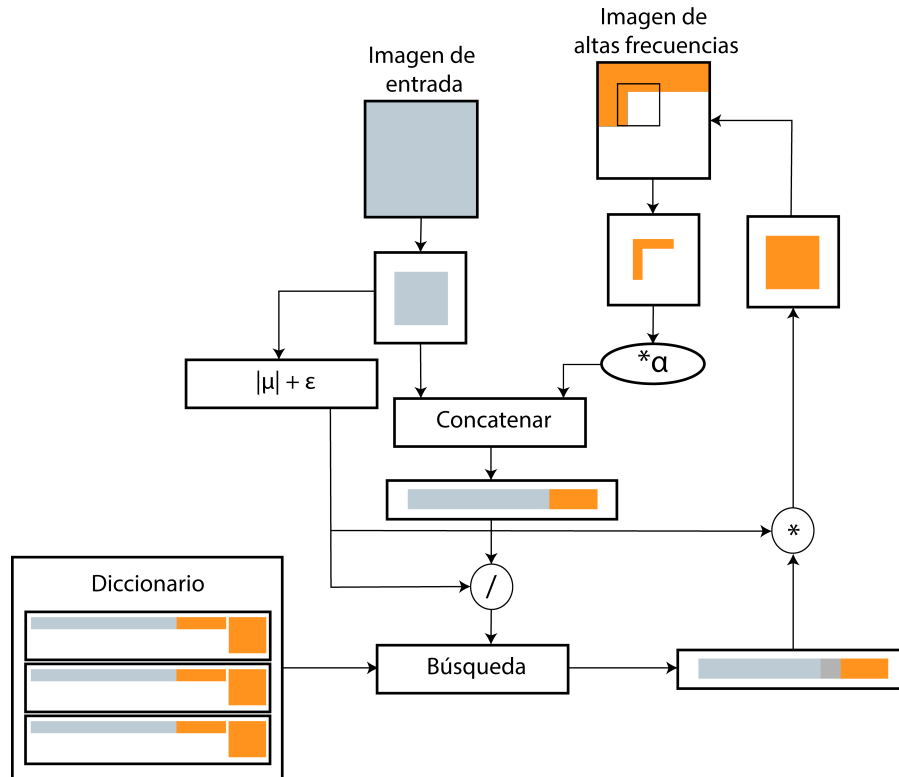 Imagen de
altas frecuencias
Imagen de
entrada
*α
|μ| + ε
Concatenar
*
/
Diccionario
Búsqueda